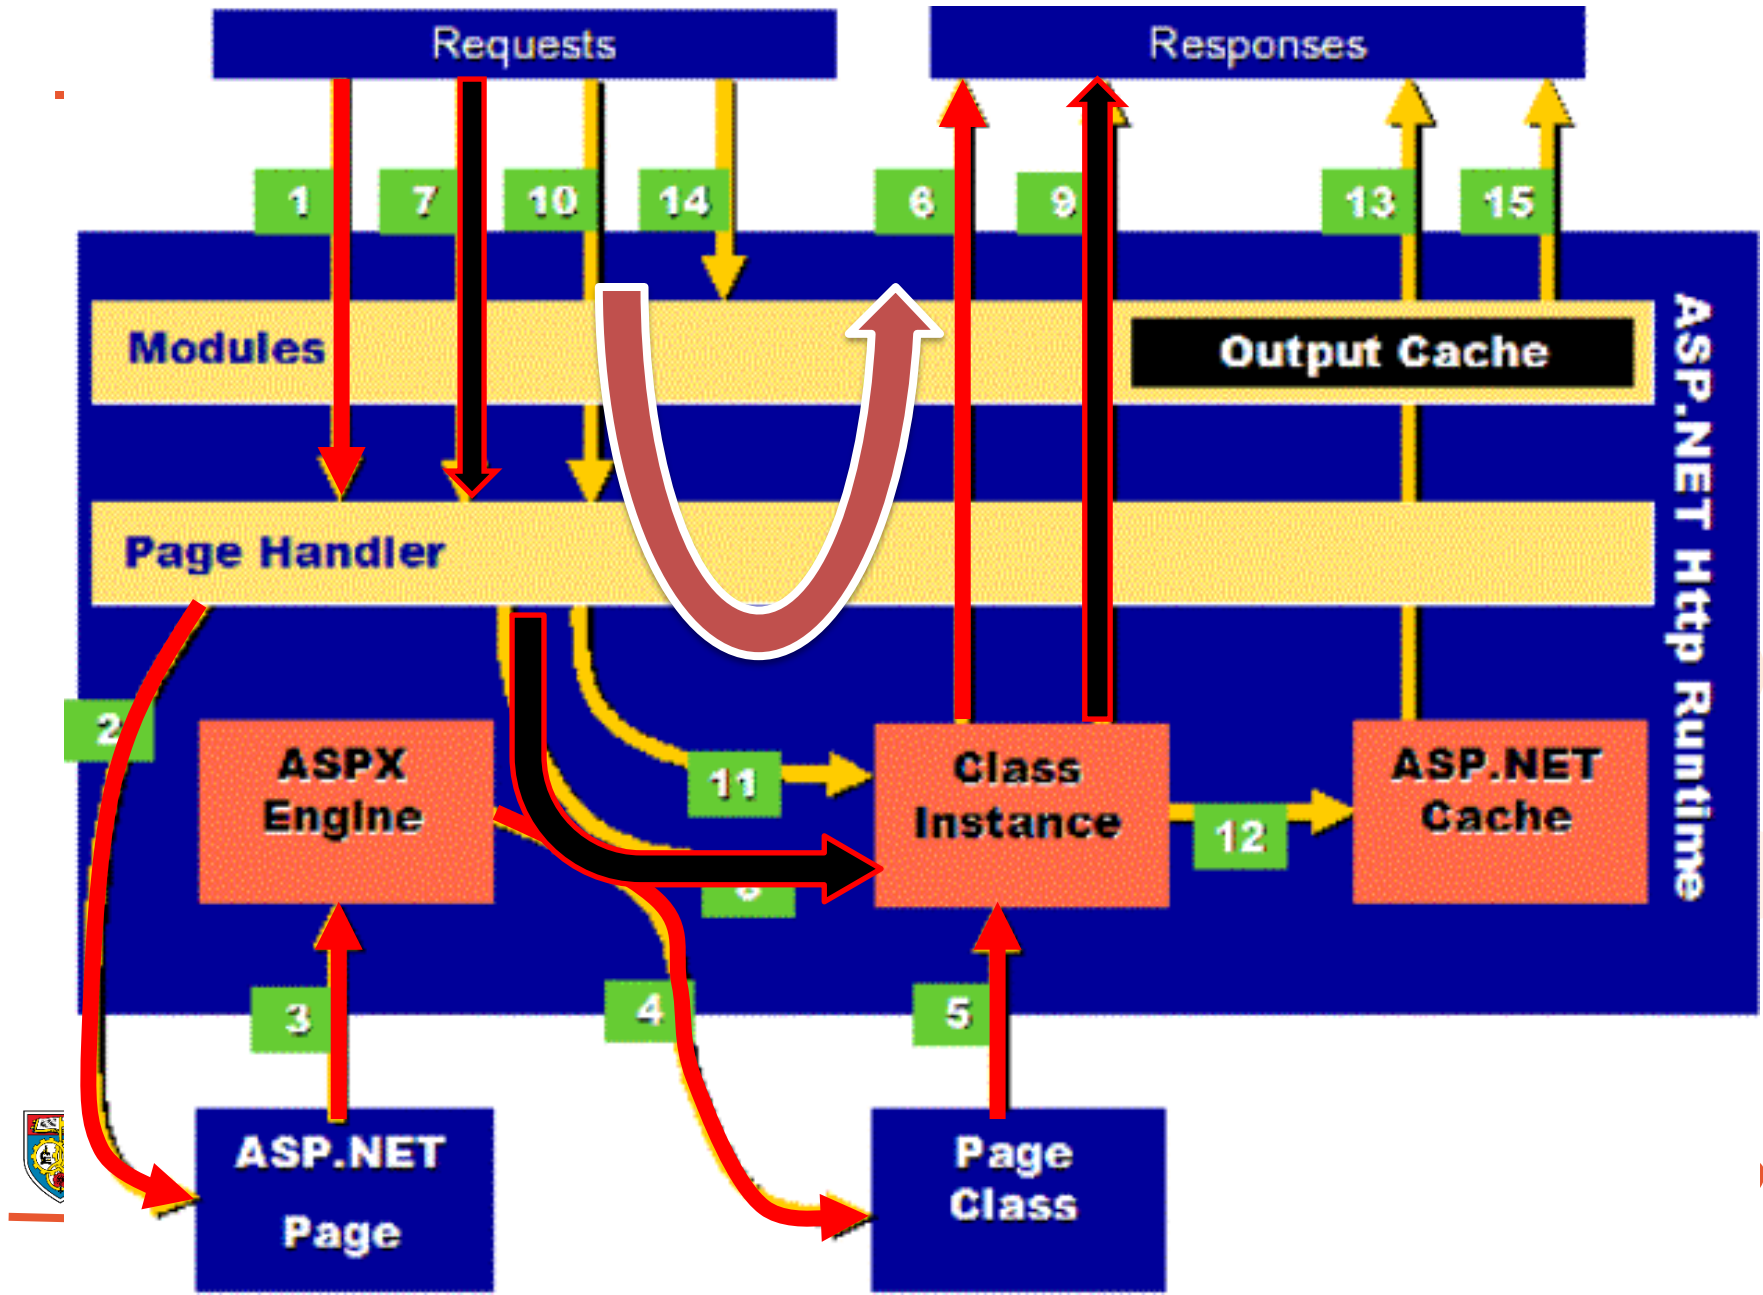 Requests
Responses
1
7
10
14
6
9
13
15
Modules
Output Cache
Page Handler
ASP.NET Http Runtime
2
ASPX
Engine
11
Class
Instance
12
ASP.NET
Cache
3
4
5
ASP.NET
Page
Page
Class